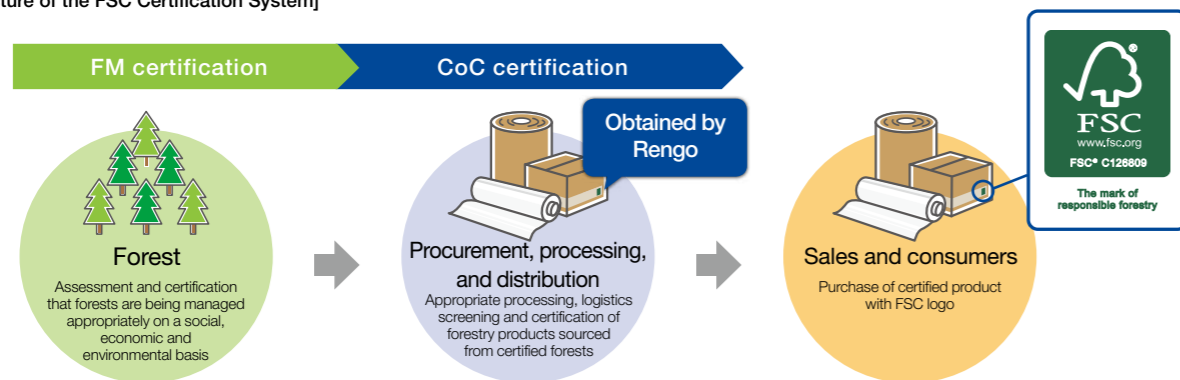 ture of the FSC Certification System]
FM certification
CoC certification
Obtained by
Rengo
FSC®
www.fsc.org
FSC® C126809
The mark of
responsible forestry
Forest
Assessment and certification
that forests are being managed
appropriately on a social,
economic and
environmental basis
Procurement, processing,
and distribution
Appropriate processing, logistics
screening and certification of
forestry products sourced
from certified forests
Sales and consumers
Purchase of certified product
with FSC logo